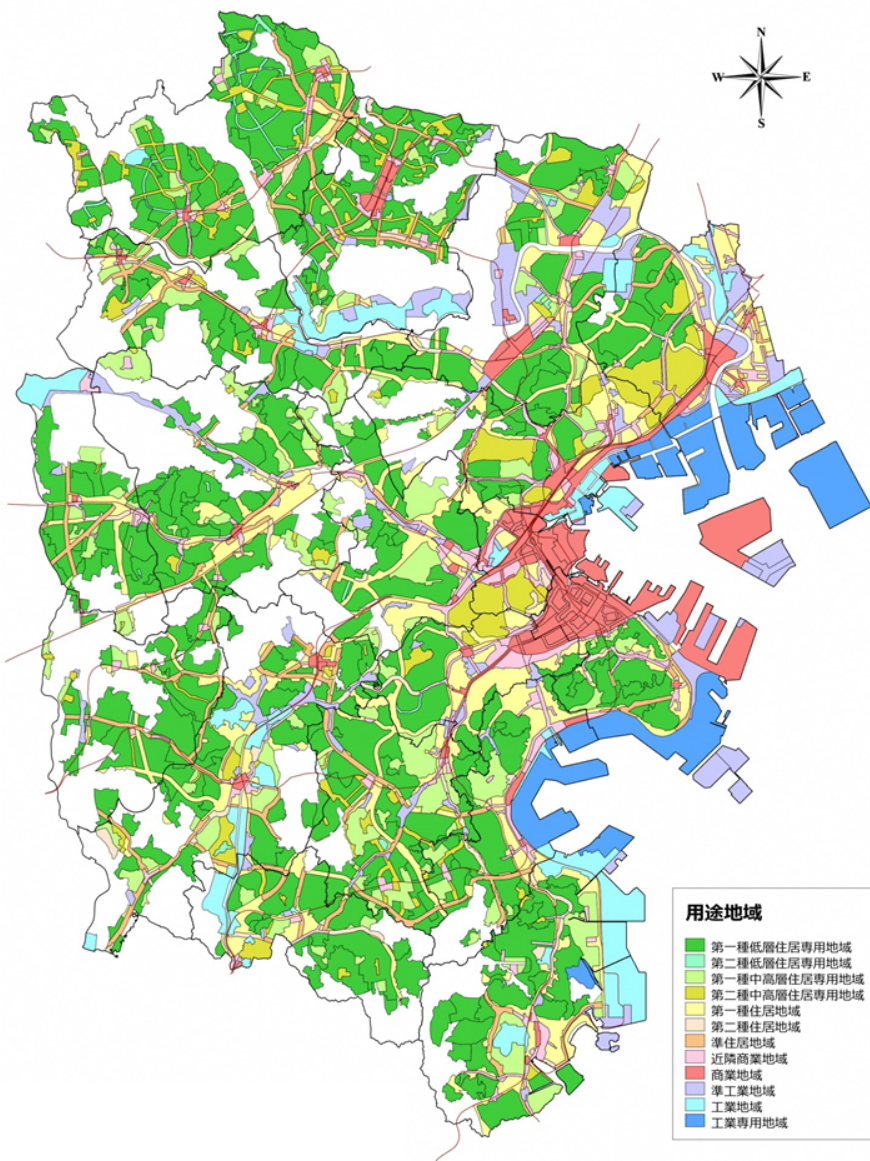 N
W E
S
用途地域
第一種低層住居専用地域
第二種低層住居専用地域
第一種中高層住居専用地域
第二種中高層住居専用地域
第一種住居地域
第二種住居地域
準住居地域
近隣商業地域
商業地域
準工業地域
工業地域
工業専用地域